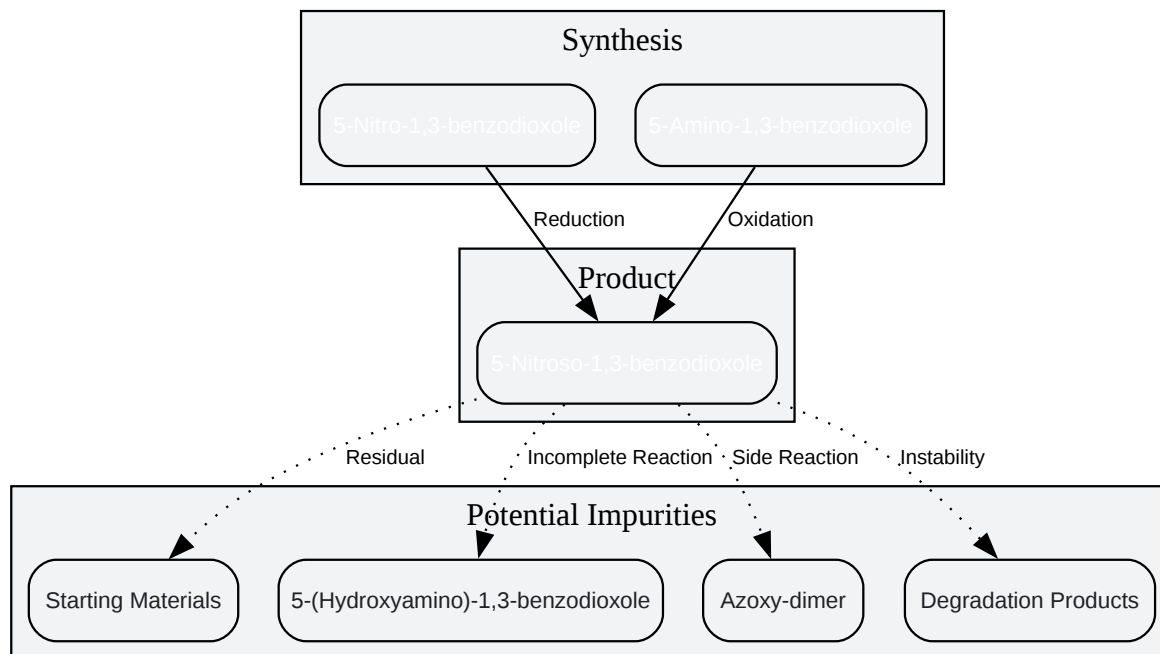 Synthesis
5-Nitro-1,3-benzodioxole
5-Amino-1,3-benzodioxole
Reduction
Oxidation
Product
5-Nitroso-1,3-benzodioxole
Residual
Incomplete Reaction
Side Reaction
Instability
Potential Impurities
Starting Materials
5-(Hydroxyamino)-1,3-benzodioxole
Azoxy-dimer
Degradation Products